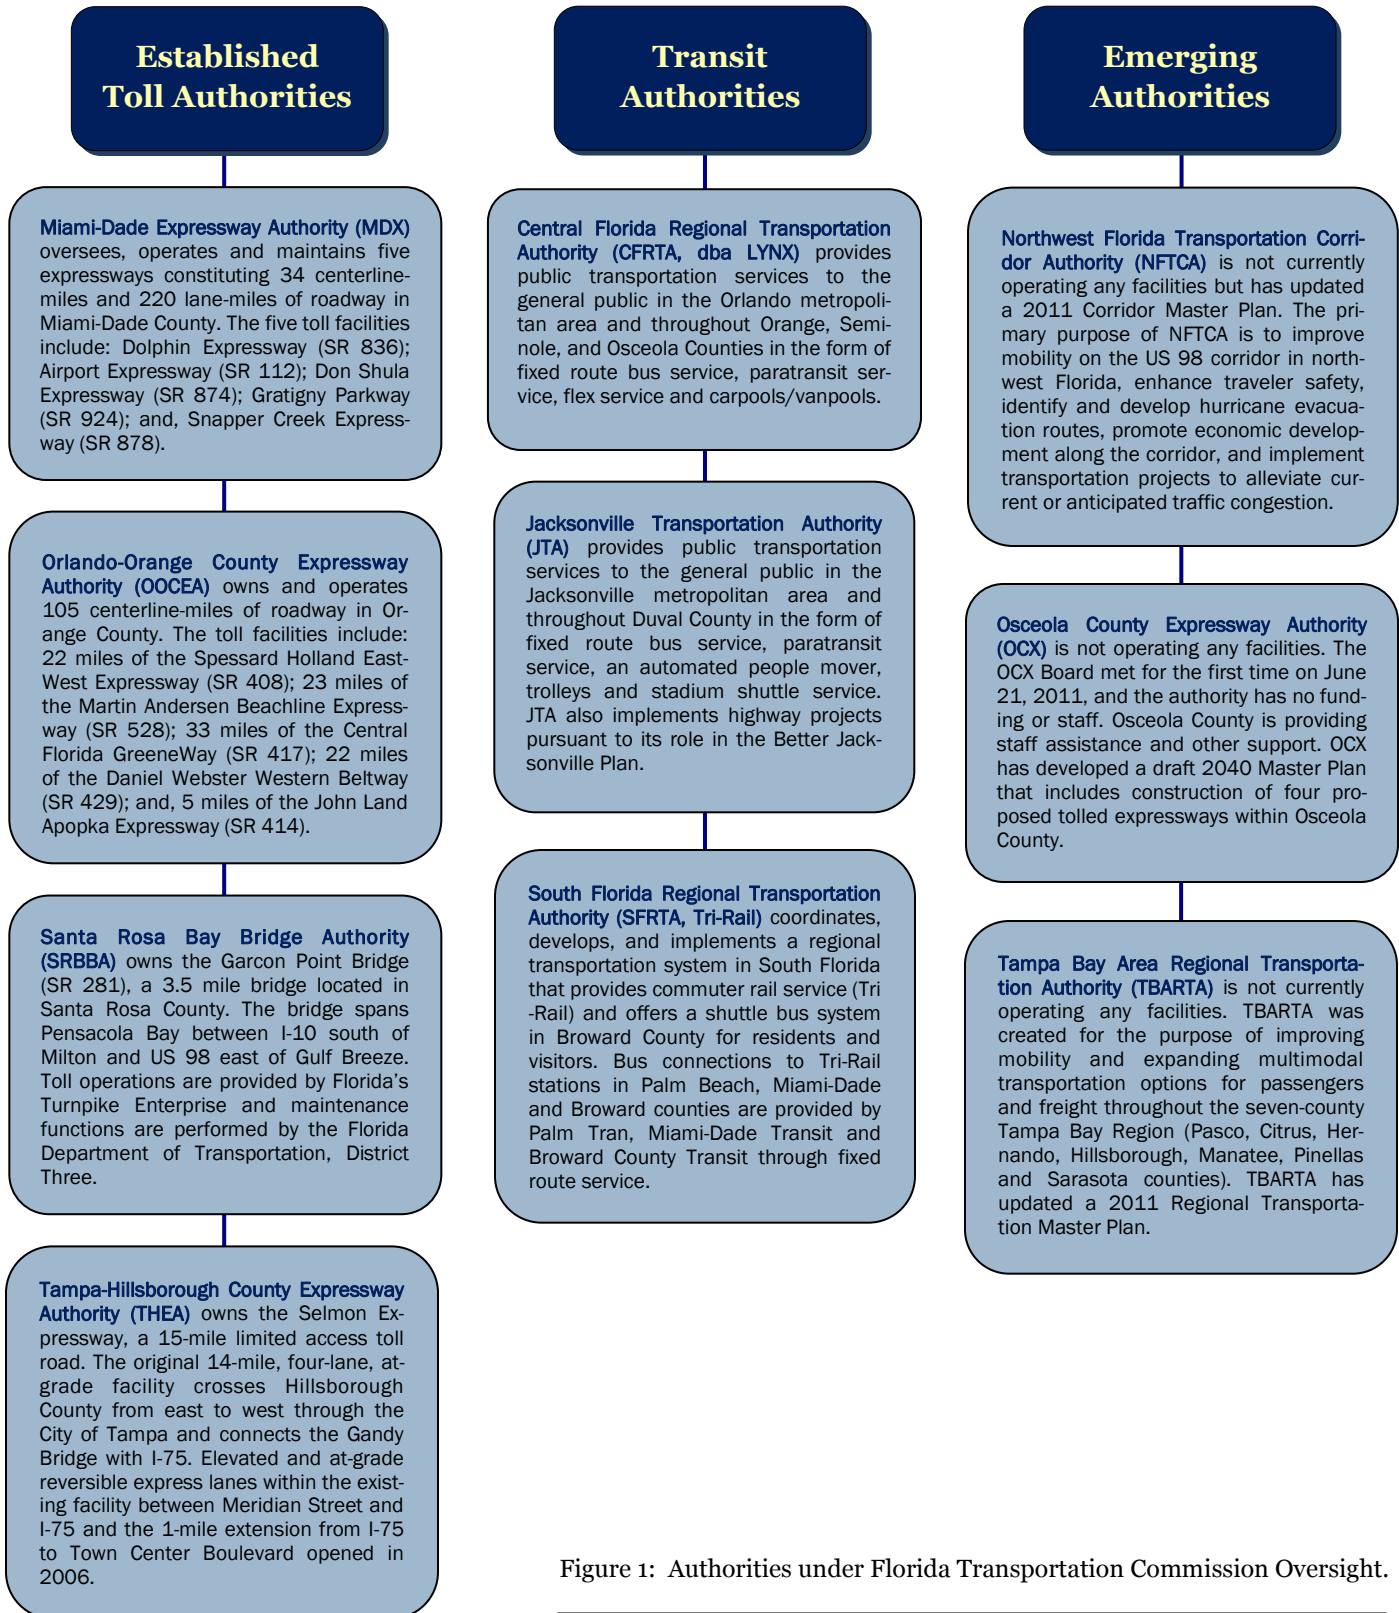 Established
Toll Authorities
Miami-Dade Expressway Authority (MDX)
oversees, operates and maintains five
expressways constituting 34 centerline-
miles and 220 lane-miles of roadway in
Miami-Dade County. The five toll facilities
include: Dolphin Expressway (SR 836);
Airport Expressway (SR 112); Don Shula
Expressway (SR 874); Gratigny Parkway
(SR 924); and, Snapper Creek Express-
way (SR 878).
Orlando-Orange County Expressway
Authority (OOCEA) owns and operates
105 centerline-miles of roadway in Or-
ange County. The toll facilities include:
22 miles of the Spessard Holland East-
West Expressway (SR 408); 23 miles of
the Martin Andersen Beachline Express-
way (SR 528); 33 miles of the Central
Florida GreeneWay (SR 417); 22 miles
of the Daniel Webster Western Beltway
(SR 429); and, 5 miles of the John Land
Apopka Expressway (SR 414).
Santa Rosa Bay Bridge Authority
(SRBBA) owns the Garcon Point Bridge
(SR 281), a 3.5 mile bridge located in
Santa Rosa County. The bridge spans
Pensacola Bay between I-10 south of
Milton and US 98 east of Gulf Breeze.
Toll operations are provided by Florida’s
Turnpike Enterprise and maintenance
functions are performed by the Florida
Department of Transportation, District
Three.
Tampa-Hillsborough County Expressway
Authority (THEA) owns the Selmon Ex-
pressway, a 15-mile limited access toll
road. The original 14-mile, four-lane, at-
grade facility crosses Hillsborough
County from east to west through the
City of Tampa and connects the Gandy
Bridge with I-75. Elevated and at-grade
reversible express lanes within the exist-
ing facility between Meridian Street and
I-75 and the 1-mile extension from I-75
to Town Center Boulevard opened in
2006.
Transit
Authorities
Central Florida Regional Transportation
Authority (CFRTA, dba LYNX) provides
public transportation services to the
general public in the Orlando metropoli-
tan area and throughout Orange, Semi-
nole, and Osceola Counties in the form of
fixed route bus service, paratransit ser-
vice, flex service and carpools/vanpools.
Jacksonville Transportation Authority
(JTA) provides public transportation
services to the general public in the
Jacksonville metropolitan area and
throughout Duval County in the form of
fixed route bus service, paratransit
service, an automated people mover,
trolleys and stadium shuttle service.
JTA also implements highway projects
pursuant to its role in the Better Jack-
sonville Plan.
South Florida Regional Transportation
Authority (SFRTA, Tri-Rail) coordinates,
develops, and implements a regional
transportation system in South Florida
that provides commuter rail service (Tri
-Rail) and offers a shuttle bus system
in Broward County for residents and
visitors. Bus connections to Tri-Rail
stations in Palm Beach, Miami-Dade
and Broward counties are provided by
Palm Tran, Miami-Dade Transit and
Broward County Transit through fixed
route service.
Emerging
Authorities
Northwest Florida Transportation Corri-
dor Authority (NFTCA) is not currently
operating any facilities but has updated
a 2011 Corridor Master Plan. The pri-
mary purpose of NFTCA is to improve
mobility on the US 98 corridor in north-
west Florida, enhance traveler safety,
identify and develop hurricane evacua-
tion routes, promote economic develop-
ment along the corridor, and implement
transportation projects to alleviate cur-
rent or anticipated traffic congestion.
Osceola County Expressway Authority
(OCX) is not operating any facilities. The
OCX Board met for the first time on June
21, 2011, and the authority has no fund-
ing or staff. Osceola County is providing
staff assistance and other support. OCX
has developed a draft 2040 Master Plan
that includes construction of four pro-
posed tolled expressways within Osceola
County.
Tampa Bay Area Regional Transporta-
tion Authority (TBARTA) is not currently
operating any facilities. TBARTA was
created for the purpose of improving
mobility and expanding multimodal
transportation options for passengers
and freight throughout the seven-county
Tampa Bay Region (Pasco, Citrus, Her-
nando, Hillsborough, Manatee, Pinellas
and Sarasota counties). TBARTA has
updated a 2011 Regional Transporta-
tion Master Plan.
Figure 1:  Authorities under Florida Transportation Commission Oversight.